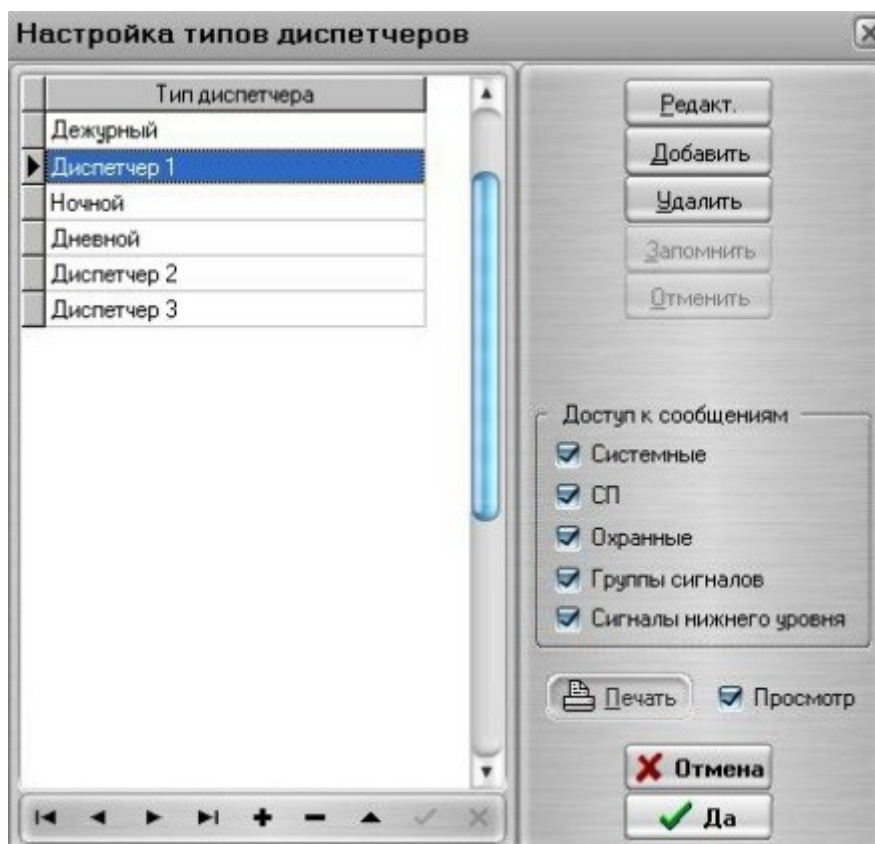 Настройка типов диспетчеров
Тип диспетчера
Дежурный
Диспетчер 1
Ночной
Дневной
Диспетчер 2
Диспетчер 3
Редакт.
Добавить
Удалить
Запомнить
Отменить
Доступ к сообщениям
Системные
СП
Охранные
Группы сигналов
Сигналы нижнего уровня
Печать
Просмотр
Отмена
Да